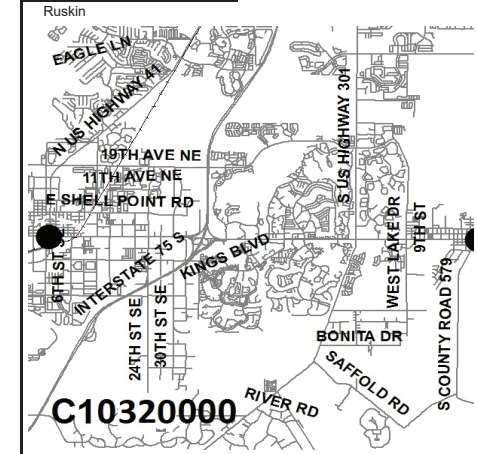 Ruskin
EAGLE LN
N US HIGHWAY 41
S US HIGHWAY 301
19TH AVE NE
11TH AVE NE
E SHELL POINT RD
WEST LAKE DR
9TH ST
6TH ST SE
INTERSTATE 75 S
KINGS BLVD
24TH ST SE
30TH ST SE
S COUNTY ROAD 579
BONITA DR
SAFFOLD RD
RIVER RD
C10320000